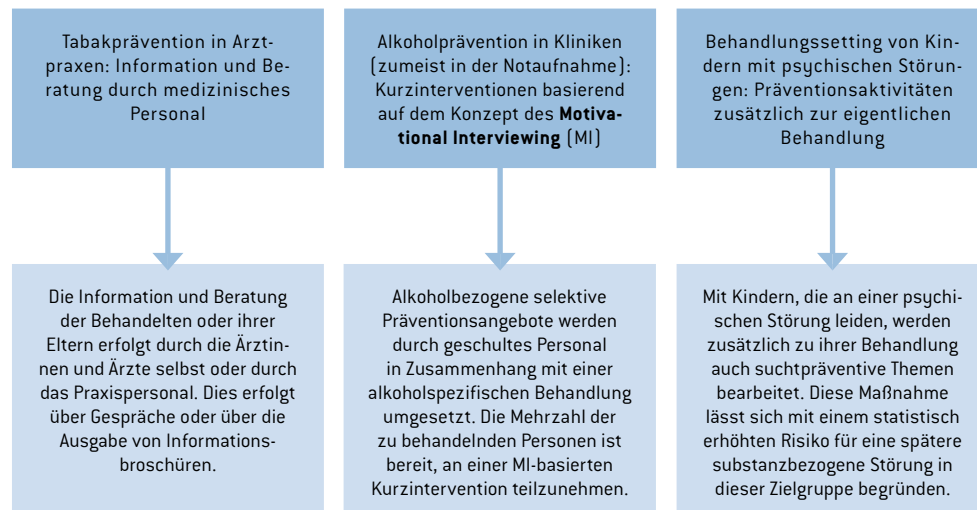 Tabakprävention in Arzt-
praxen: Information und Be-
ratung durch medizinisches
Personal
Alkoholprävention in Kliniken
(zumeist in der Notaufnahme):
Kurzinterventionen basierend
auf dem Konzept des Motiva-
tional Interviewing (MI)
Behandlungssetting von Kin-
dern mit psychischen Störun-
gen: Präventionsaktivitäten
zusätzlich zur eigentlichen
Behandlung
Die Information und Beratung
der Behandelten oder ihrer
Eltern erfolgt durch die Ärztin-
nen und Ärzte selbst oder durch
das Praxispersonal. Dies erfolgt
über Gespräche oder über die
Ausgabe von Informations-
broschüren.
Alkoholbezogene selektive
Präventionsangebote werden
durch geschultes Personal
in Zusammenhang mit einer
alkoholspezifischen Behandlung
umgesetzt. Die Mehrzahl der
zu behandelnden Personen ist
bereit, an einer MI-basierten
Kurzintervention teilzunehmen.
Mit Kindern, die an einer psychi-
schen Störung leiden, werden
zusätzlich zu ihrer Behandlung
auch suchtpräventive Themen
bearbeitet. Diese Maßnahme
lässt sich mit einem statistisch
erhöhten Risiko für eine spätere
substanzbezogene Störung in
dieser Zielgruppe begründen.